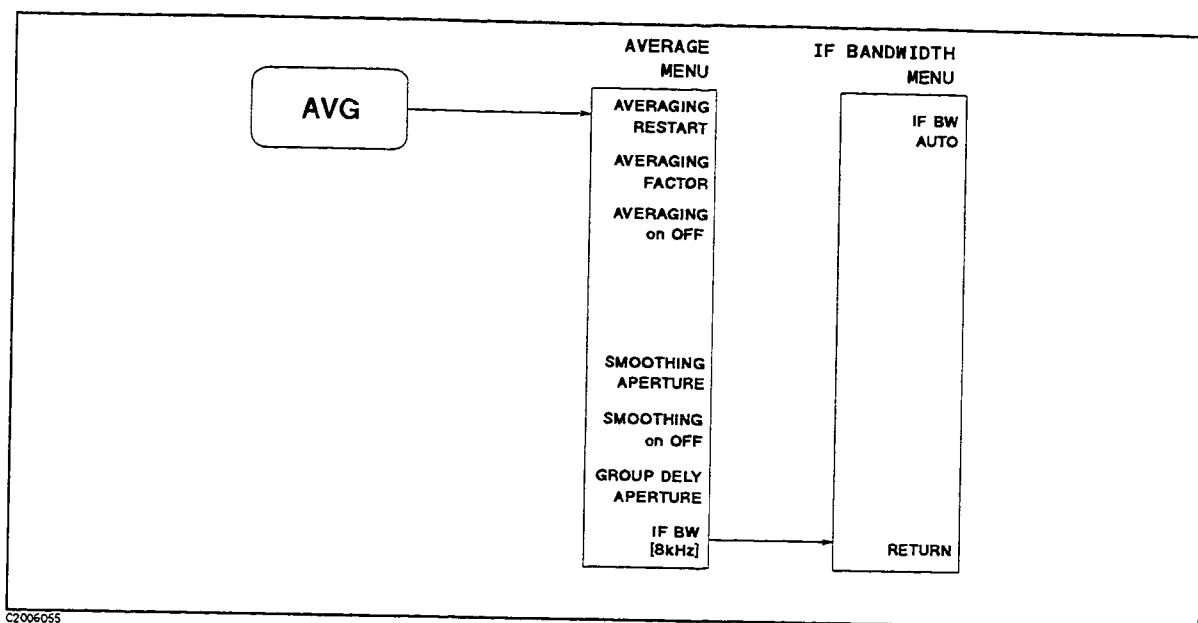 AVG
AVERAGE
MENU
AVERAGING
RESTART
AVERAGING
FACTOR
AVERAGING
on OFF
SMOOTHING
APERTURE
SMOOTHING
on OFF
GROUP DELY
APERTURE
IF BW
[8kHz]
IF BANDWIDTH
MENU
IF BW
AUTO
RETURN
C2006055